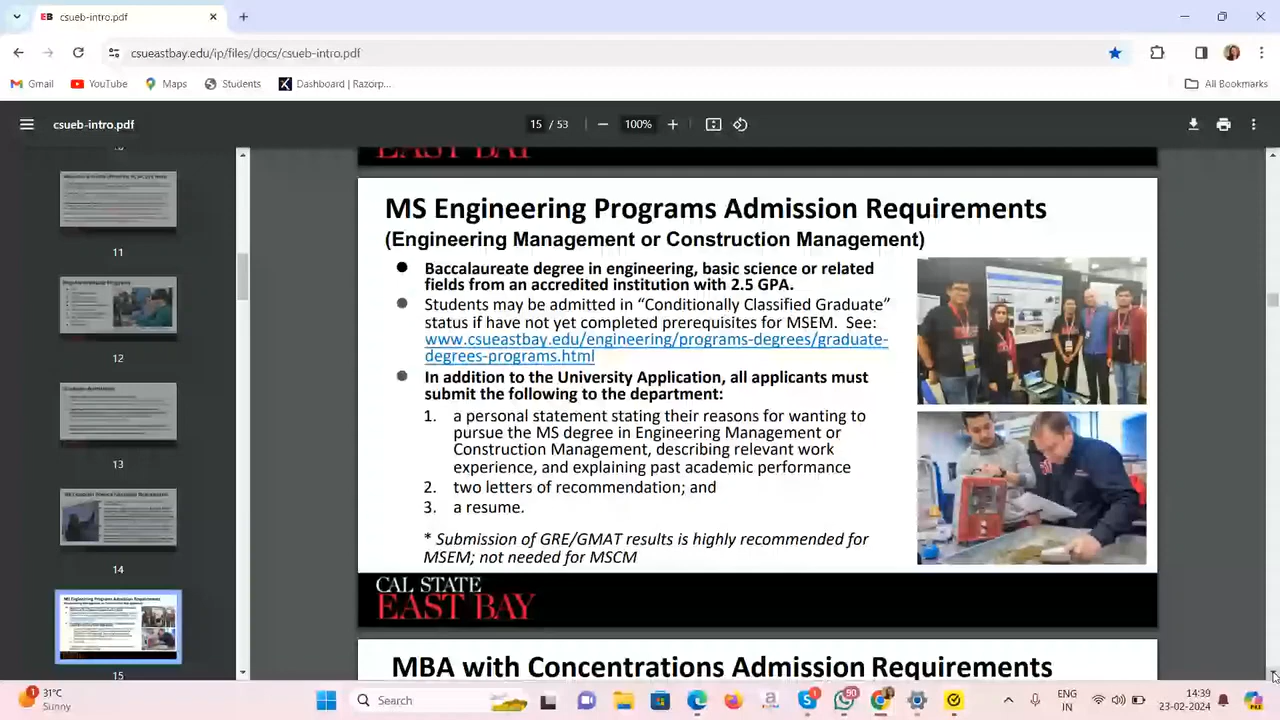 csueb-intro.pdf
csueastbay.edu/ip/files/docs/csueb-intro.pdf
Gmail
YouTube
Maps
Students
Dashboard | Razorp...
All Bookmarks
csueb-intro.pdf
15 / 53
100%
EAST BAY
11
12
13
14
15
MS Engineering Programs Admission Requirements
(Engineering Management or Construction Management)
Baccalaureate degree in engineering, basic science or related
fields from an accredited institution with 2.5 GPA.
Students may be admitted in “Conditionally Classified Graduate”
status if have not yet completed prerequisites for MSEM. See:
www.csueastbay.edu/engineering/programs-degrees/graduate-
degrees-programs.html
In addition to the University Application, all applicants must
submit the following to the department:
1. a personal statement stating their reasons for wanting to
pursue the MS degree in Engineering Management or
Construction Management, describing relevant work
experience, and explaining past academic performance
2. two letters of recommendation; and
3. a resume.
* Submission of GRE/GMAT results is highly recommended for
MSEM; not needed for MSCM
CAL STATE
EAST BAY
MBA with Concentrations Admission Requirements
1
31°C
Sunny
Search
1
90
ENG
IN
14:39
23-02-2024